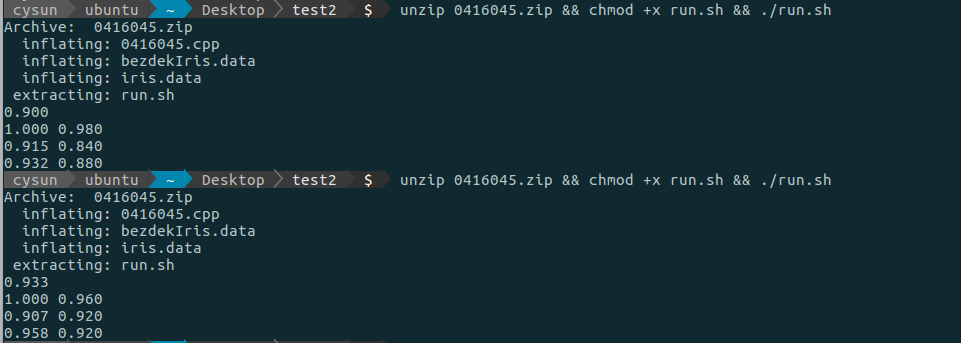 cysun ubuntu ~ Desktop test2 $ unzip 0416045.zip && chmod +x run.sh && ./run.sh
Archive:  0416045.zip
  inflating: 0416045.cpp
  inflating: bezdekIris.data
  inflating: iris.data
 extracting: run.sh
0.900
1.000 0.980
0.915 0.840
0.932 0.880
cysun ubuntu ~ Desktop test2 $ unzip 0416045.zip && chmod +x run.sh && ./run.sh
Archive:  0416045.zip
  inflating: 0416045.cpp
  inflating: bezdekIris.data
  inflating: iris.data
 extracting: run.sh
0.933
1.000 0.960
0.907 0.920
0.958 0.920